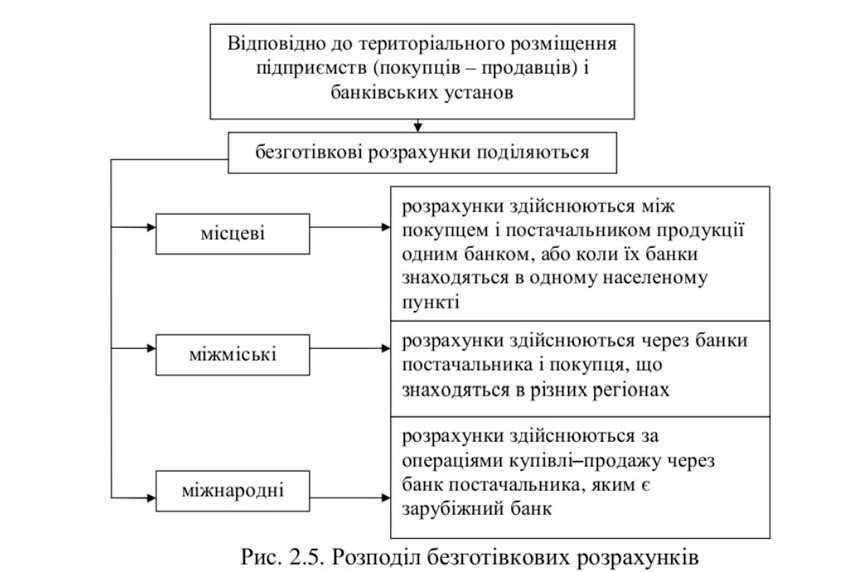 Відповідно до територіального розміщення
підприємств (покупців – продавців) і
банківських установ
безготівкові розрахунки поділяються
місцеві
розрахунки здійснюються між
покупцем і постачальником продукції
одним банком, або коли їх банки
знаходяться в одному населеному
пункті
міжміські
розрахунки здійснюються через банки
постачальника і покупця, що
знаходяться в різних регіонах
міжнародні
розрахунки здійснюються за
операціями купівлі–продажу через
банк постачальника, яким є
зарубіжний банк
Рис. 2.5. Розподіл безготівкових розрахунків